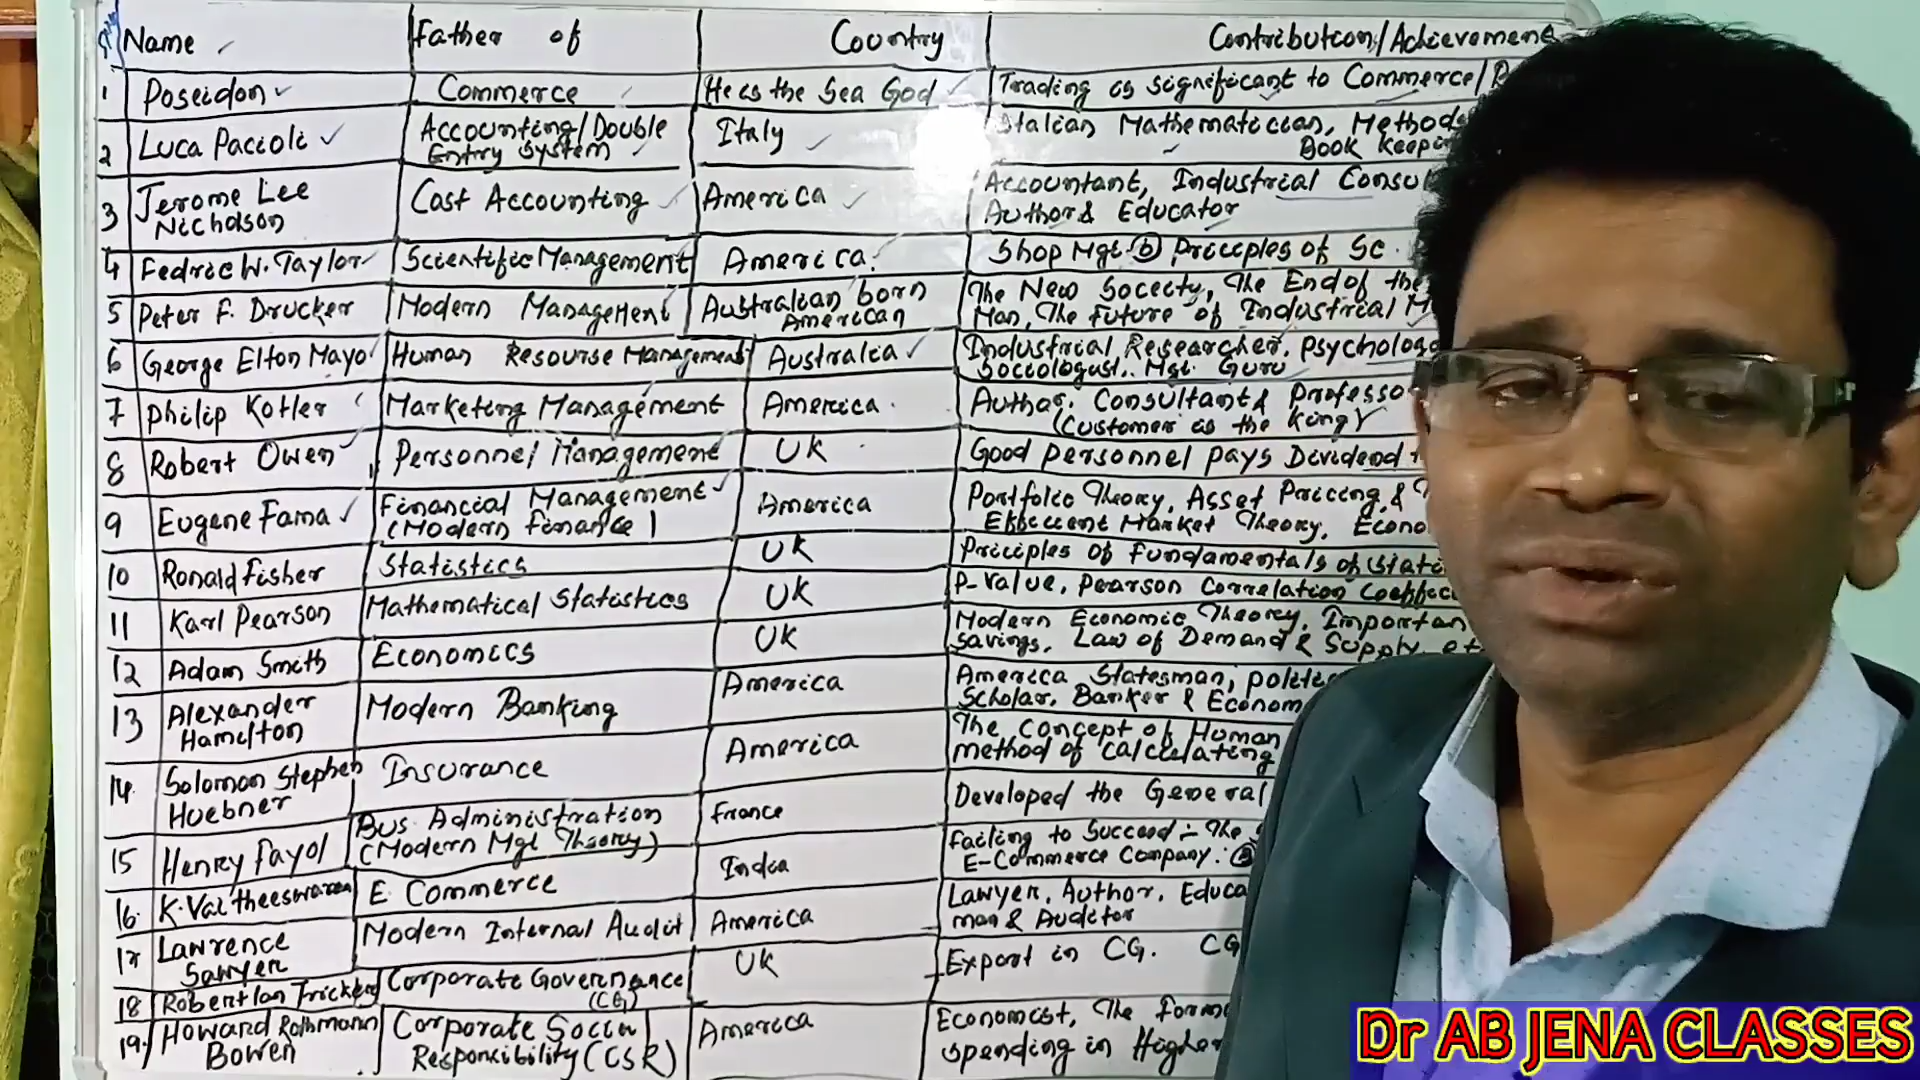 Name
Father of
Country
Contribution/Achievement
1
Poseidon
Commerce
He is the Sea God
Trading is significant to Commerce/
2
Luca Pacioli
Accounting/Double
Entry System
Italy
Italian Mathematician, Method
Book Keepi
3
Jerome Lee
Nicholson
Cost Accounting
America
Accountant, Industrial Consul
Author & Educator
4
Fedric W. Taylor
Scientific Management
America
Shop Mgt. (b) Priciples of Sc.
5
Peter F. Drucker
Modern Management
Australian born
American
The New Society, The End of the
Man, The Future of Industrial M
6
George Elton Mayo
Human Resourse Management
Australia
Industrial Researcher, Psycholog
Sociologist, Mgt. Guru
7
Philip Kotler
Marketing Management
America
Author, Consultant & Professo
(Customer is the King)
8
Robert Owen
Personnel Management
UK
Good personnel pays Dividend
9
Eugene Fama
Financial Management
(Modern finance)
America
Portfolio Theory, Asset Pricing, &
Efficient Market Theory, Econo
10
Ronald Fisher
Statistics
UK
Priciples of Fundamentals of Stati
11
Karl Pearson
Mathematical Statistics
UK
P-Value, Pearson Correlation Coeffic
12
Adam Smith
Economics
UK
Modern Economic Theory, Importan
Savings, Law of Demand & Supply, et
13
Alexander
Hamilton
Modern Banking
America
America Statesman, politi
Scholar, Banker & Econom
14.
Soloman Stephen
Huebner
Insurance
America
The concept of Human
method of calculating
15
Henry Fayol
Bus. Administration
(Modern Mgt Theory)
France
Developed the General
16.
K. Vaitheeswaran
E. Commerce
India
Failing to Succeed - The
E-Commerce Company.
17
Lawrence
Sawyer
Modern Internal Audit
America
Lawyer, Author, Educa
man & Auditor
18
Robert Ian Tricker
Corporate Governance
(CG)
UK
Expert in CG. CG
19.
Howard Rothmann
Bowen
Corporate Social
Responsibility (CSR)
America
Economist, The Form
spending in Higher
Dr AB JENA CLASSES